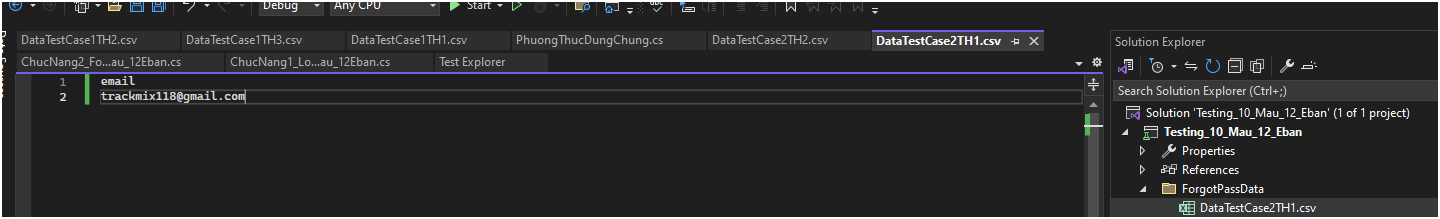 Debug Any CPU Start
DataTestCase1TH2.csv DataTestCase1TH3.csv DataTestCase1TH1.csv PhuongThucDungChung.cs DataTestCase2TH2.csv DataTestCase2TH1.csv
ChucNang2_Fo...au_12Eban.cs ChucNang1_Lo...au_12Eban.cs Test Explorer
1 email
2 trackmix118@gmail.com
Solution Explorer
Search Solution Explorer (Ctrl+;)
Solution 'Testing_10_Mau_12_Eban' (1 of 1 project)
Testing_10_Mau_12_Eban
Properties
References
ForgotPassData
DataTestCase2TH1.csv